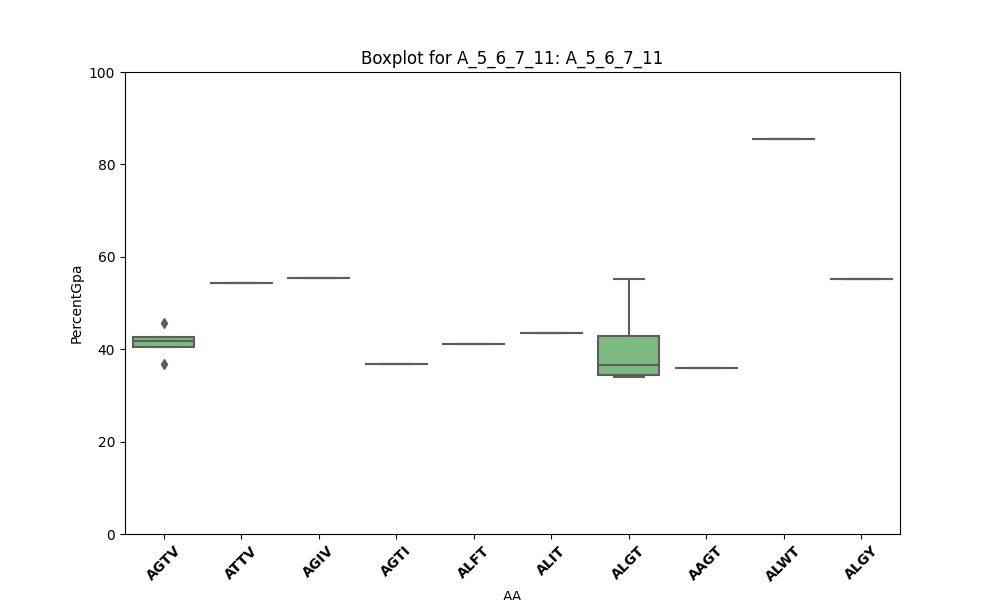 Boxplot for A_5_6_7_11: A_5_6_7_11
100
80
60
40
20
0
PercentGpa
AGTV ATTV AGIV AGTI ALFT ALIT ALGT AAGT ALWT ALGY
AA